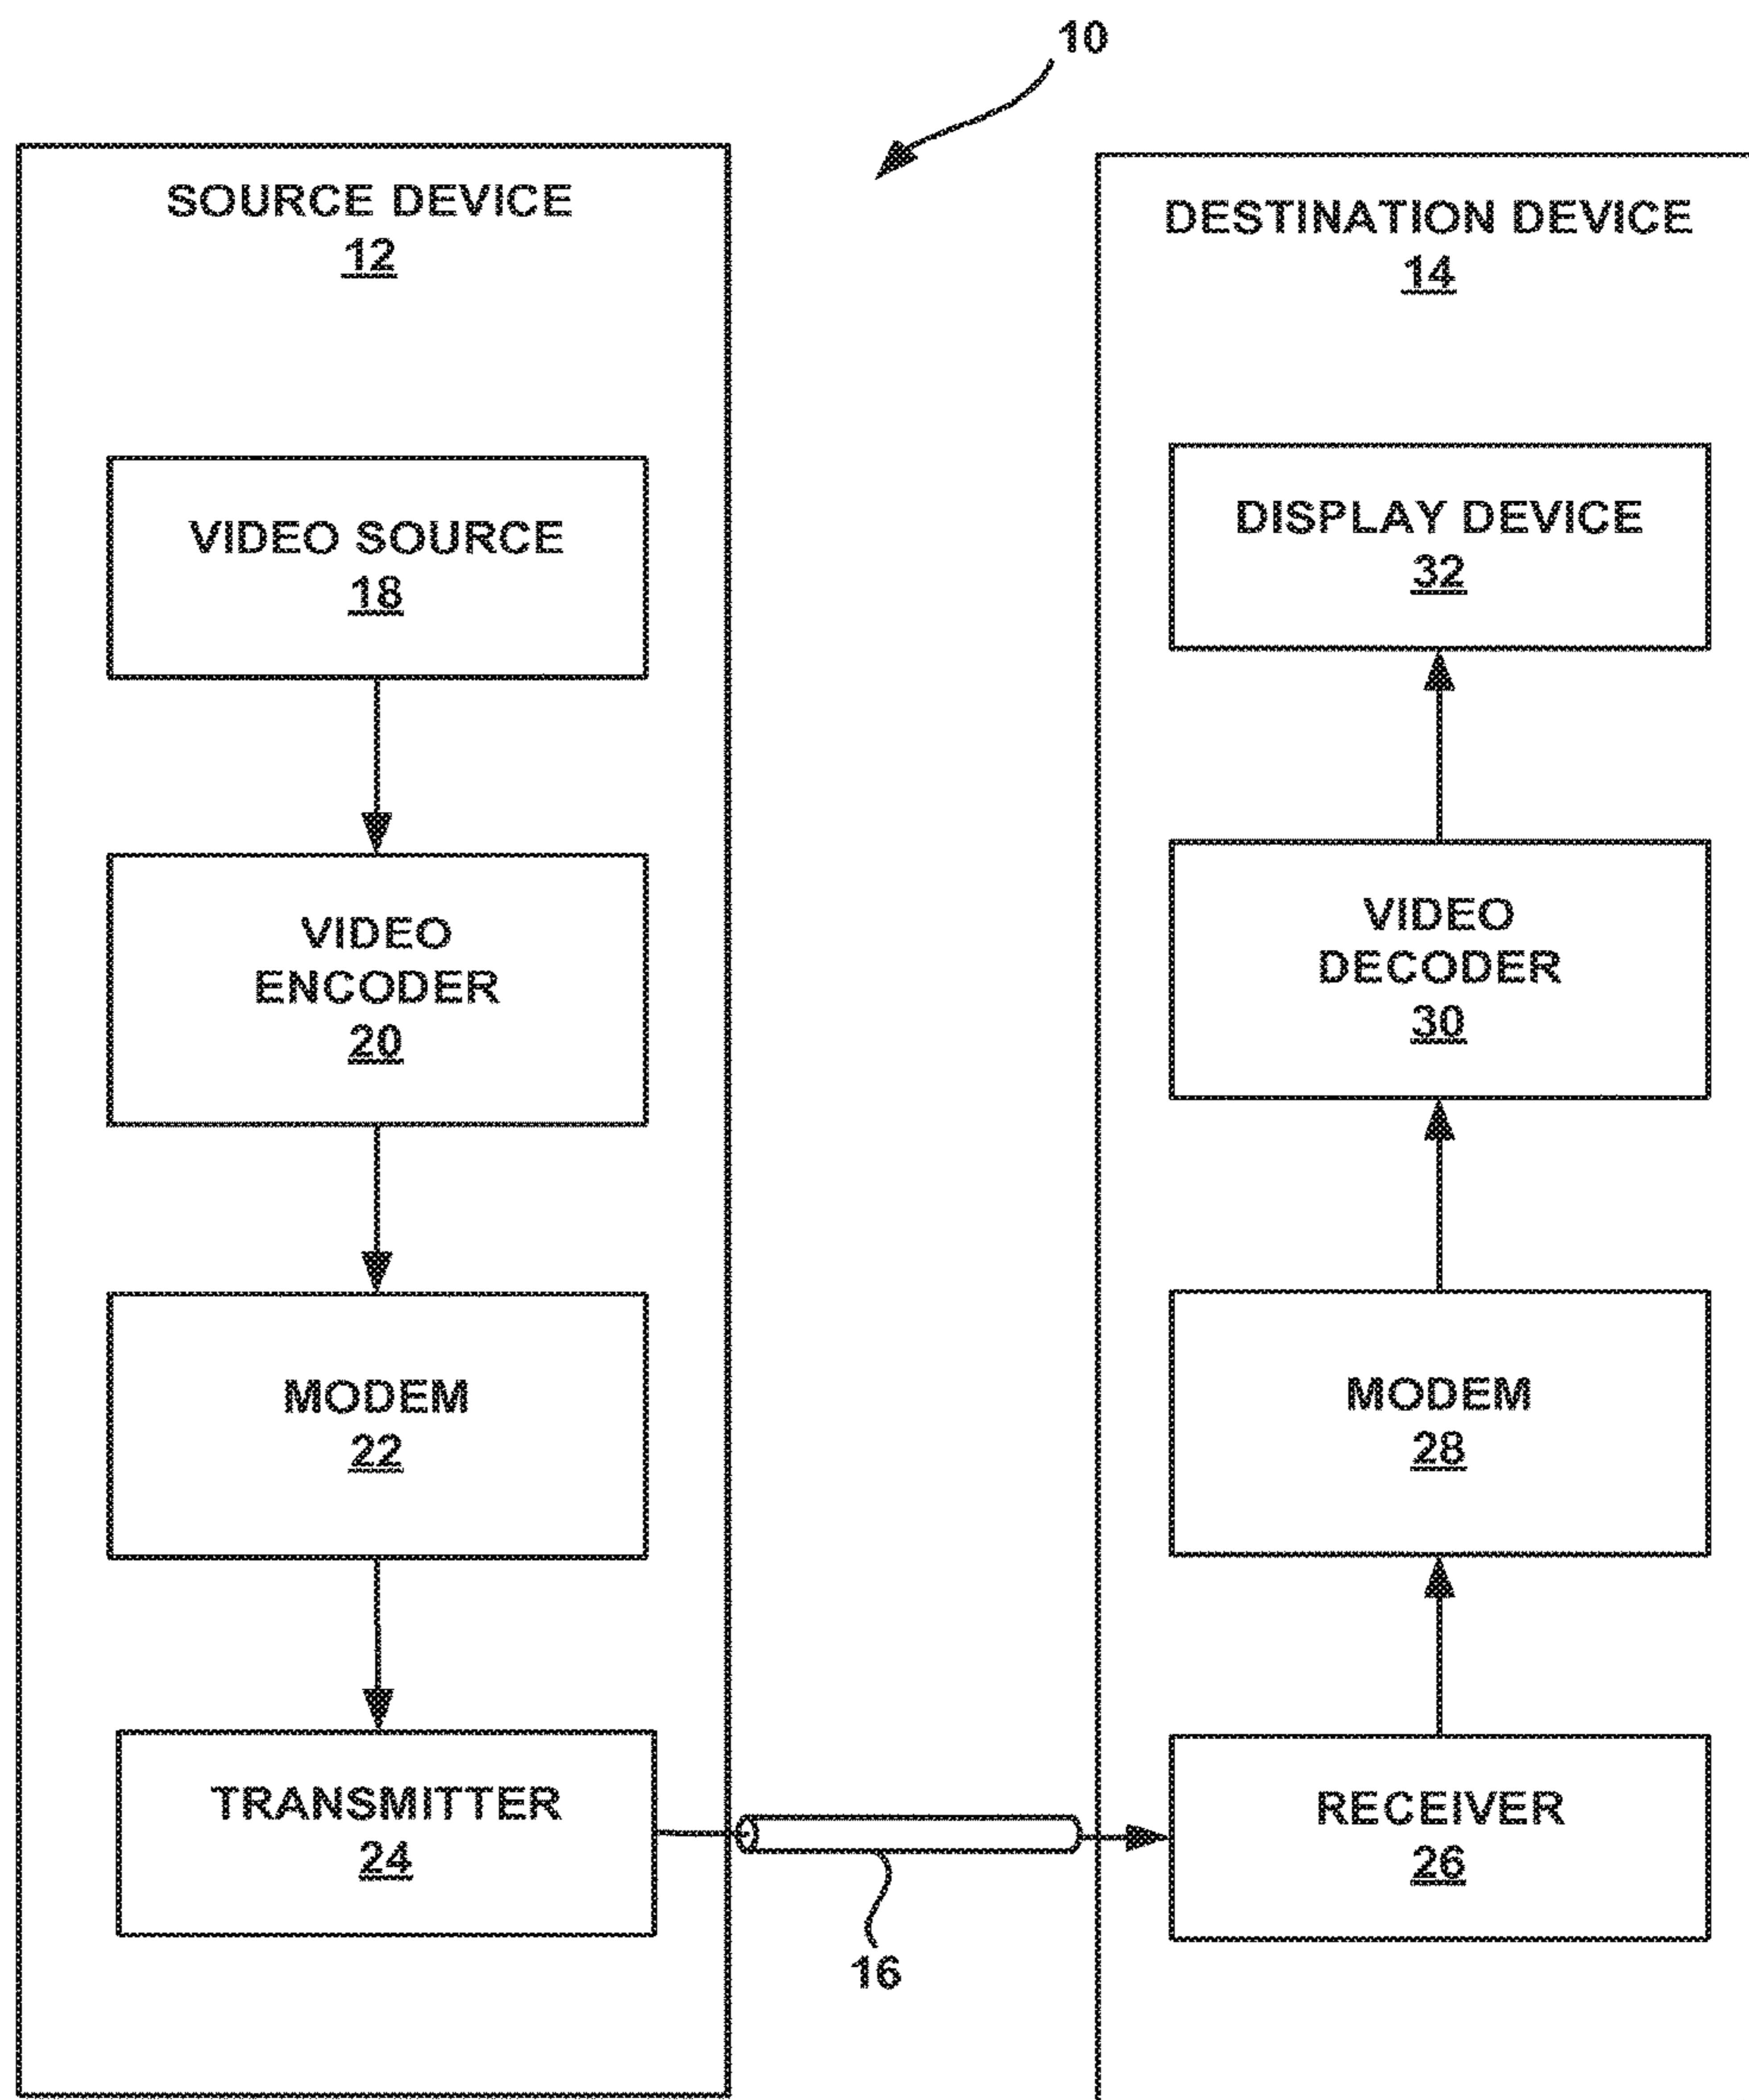 10
SOURCE DEVICE
12
VIDEO SOURCE
18
VIDEO
ENCODER
20
MODEM
22
TRANSMITTER
24
16
DESTINATION DEVICE
14
DISPLAY DEVICE
32
VIDEO
DECODER
30
MODEM
28
RECEIVER
26